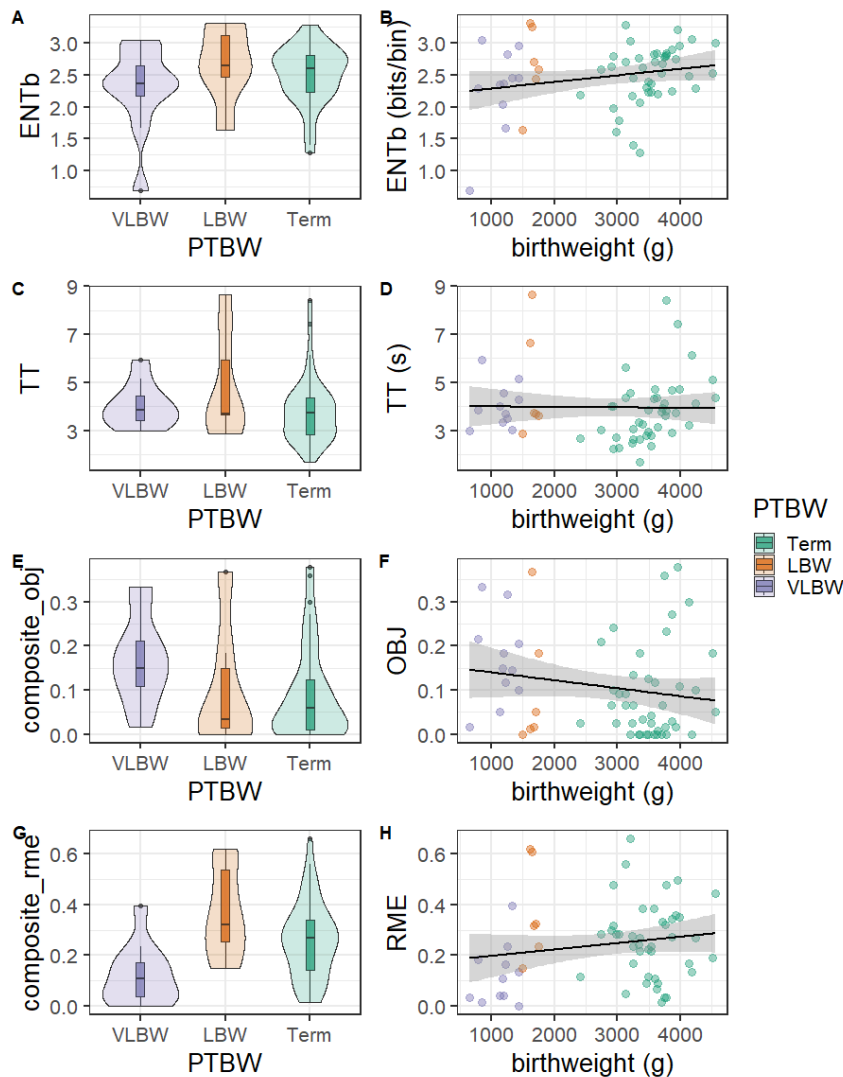 A
ENTb
3.0
2.5
2.0
1.5
1.0
VLBW LBW Term
PTBW
B
ENTb (bits/bin)
3.0
2.5
2.0
1.5
1.0
1000 2000 3000 4000
birthweight (g)
C
TT
9
7
5
3
VLBW LBW Term
PTBW
D
TT (s)
9
7
5
3
1000 2000 3000 4000
birthweight (g)
E
composite_obj
0.3
0.2
0.1
0.0
VLBW LBW Term
PTBW
F
OBJ
0.3
0.2
0.1
0.0
1000 2000 3000 4000
birthweight (g)
G
composite_rme
0.6
0.4
0.2
0.0
VLBW LBW Term
PTBW
H
RME
0.6
0.4
0.2
0.0
1000 2000 3000 4000
birthweight (g)
PTBW
Term
LBW
VLBW